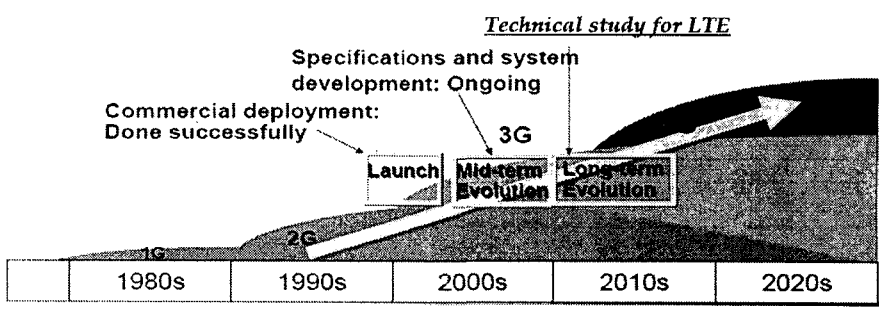 Technical study for LTE
Specifications and system
development: Ongoing
Commercial deployment:
Done successfully
3G
Launch
Mid-term
Evolution
Long-term
Evolution
2G
1G
1980s
1990s
2000s
2010s
2020s